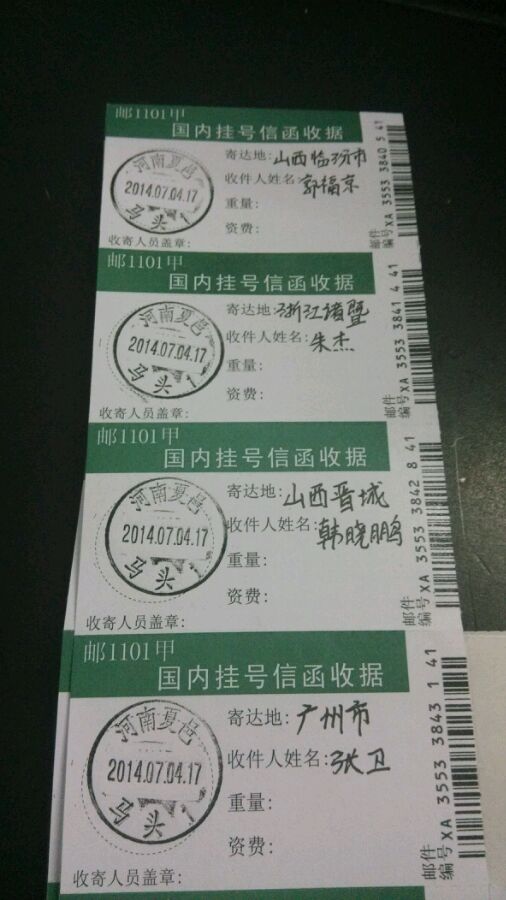 邮1101甲
国内挂号信函收据
河南夏邑
2014.07.04.17
马头 1
寄达地:山西临汾市
收件人姓名:郭福京
重量:
资费:
收寄人员盖章:
邮件
编号 XA 3553 3840 5 41
邮1101甲
国内挂号信函收据
河南夏邑
2014.07.04.17
马头 1
寄达地:浙江诸暨
收件人姓名:朱杰
重量:
资费:
收寄人员盖章:
邮件
编号 XA 3553 3841 4 41
邮1101甲
国内挂号信函收据
河南夏邑
2014.07.04.17
马头 1
寄达地:山西晋城
收件人姓名:韩晓鹏
重量:
资费:
收寄人员盖章:
邮件
编号 XA 3553 3842 8 41
邮1101甲
国内挂号信函收据
河南夏邑
2014.07.04.17
马头 1
寄达地:广州市
收件人姓名:张卫
重量:
资费:
收寄人员盖章:
邮件
编号 XA 3553 3843 1 41